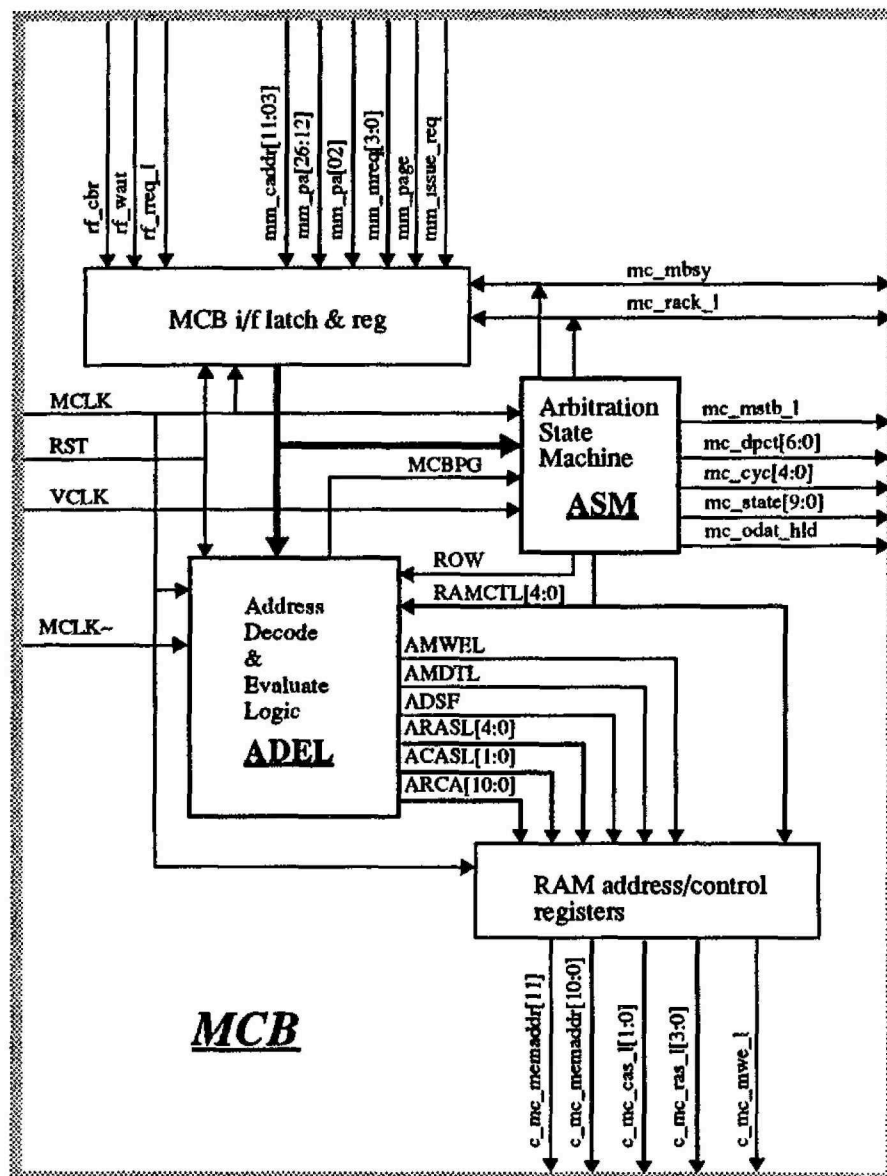 rf_cbr
rf_wait
rf_rreq_l
mm_caddr[11:03]
mm_pa[26:12]
mm_pa[02]
mm_mreq[3:0]
mm_page
mm_issue_req
MCB i/f latch & reg
mc_mbsy
mc_rack_l
MCLK
RST
VCLK
MCLK~
MCBPG
Arbitration
State
Machine
ASM
mc_mstb_l
mc_dpct[6:0]
mc_cyc[4:0]
mc_state[9:0]
mc_odat_hld
ROW
RAMCTL[4:0]
Address
Decode
&
Evaluate
Logic
ADEL
AMWEL
AMDTL
ADSF
ARASL[4:0]
ACASL[1:0]
ARCA[10:0]
RAM address/control
registers
MCB
c_mc_memaddr[11]
c_mc_memaddr[10:0]
c_mc_cas_l[1:0]
c_mc_ras_l[3:0]
c_mc_mwe_l